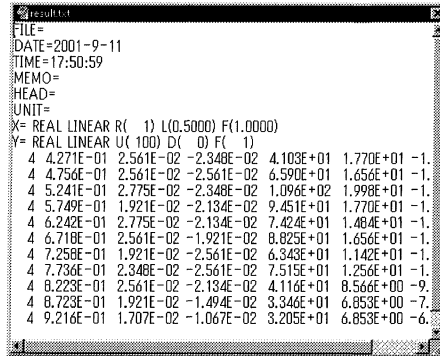 result.txt
FILE=
DATE=2001-9-11
TIME=17:50:59
MEMO=
HEAD=
UNIT=
X= REAL LINEAR R(   1) L(0.5000) F(1.0000)
Y= REAL LINEAR U( 100) D(   0) F(   1)
4  4.271E-01  2.561E-02 -2.348E-02  4.103E+01  1.770E+01 -1.
4  4.756E-01  2.561E-02 -2.561E-02  6.590E+01  1.656E+01 -1.
4  5.241E-01  2.775E-02 -2.348E-02  1.096E+02  1.998E+01 -1.
4  5.749E-01  1.921E-02 -2.134E-02  9.451E+01  1.770E+01 -1.
4  6.242E-01  2.775E-02 -2.134E-02  7.424E+01  1.484E+01 -1.
4  6.718E-01  2.561E-02 -1.921E-02  8.825E+01  1.656E+01 -1.
4  7.258E-01  1.921E-02 -2.561E-02  6.343E+01  1.142E+01 -1.
4  7.736E-01  2.348E-02 -2.561E-02  7.515E+01  1.256E+01 -1.
4  8.223E-01  2.561E-02 -2.134E-02  4.116E+01  8.566E+00 -9.
4  8.723E-01  1.921E-02 -1.494E-02  3.346E+01  6.853E+00 -7.
4  9.216E-01  1.707E-02 -1.067E-02  3.205E+01  6.853E+00 -6.